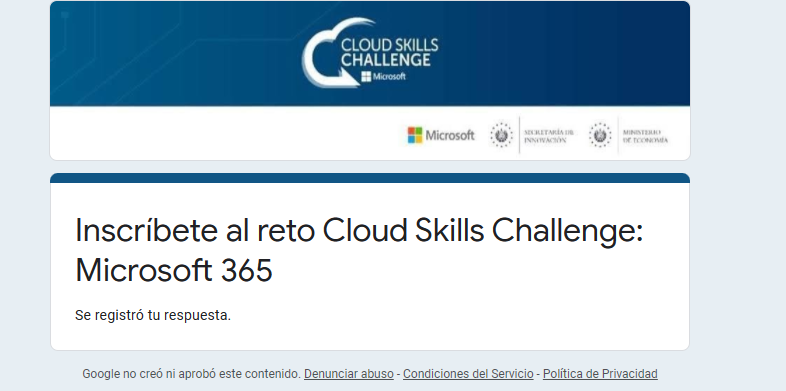 CLOUD SKILLS
CHALLENGE
Microsoft
Microsoft
SECRETARÍA DE
INNOVACIÓN
MINISTERIO
DE ECONOMÍA
Inscríbete al reto Cloud Skills Challenge:
Microsoft 365
Se registró tu respuesta.
Google no creó ni aprobó este contenido. Denunciar abuso - Condiciones del Servicio - Política de Privacidad